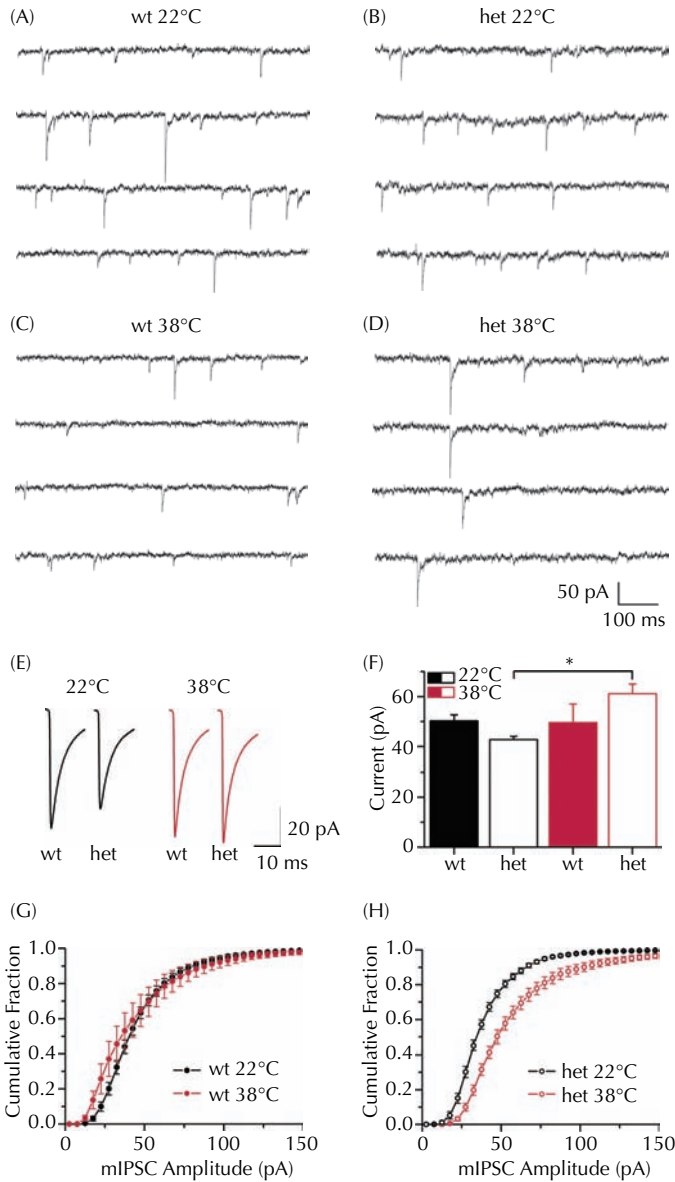 (A) wt 22°C
(B) het 22°C
(C) wt 38°C
(D) het 38°C
50 pA
100 ms
(E)
22°C 38°C
wt het wt het
20 pA
10 ms
(F)
22°C
38°C
*
Current (pA)
60
40
20
0
wt het wt het
(G)
Cumulative Fraction
1.0
0.8
0.6
0.4
0.2
0.0
wt 22°C
wt 38°C
0 50 100 150
mIPSC Amplitude (pA)
(H)
Cumulative Fraction
1.0
0.8
0.6
0.4
0.2
0.0
het 22°C
het 38°C
0 50 100 150
mIPSC Amplitude (pA)